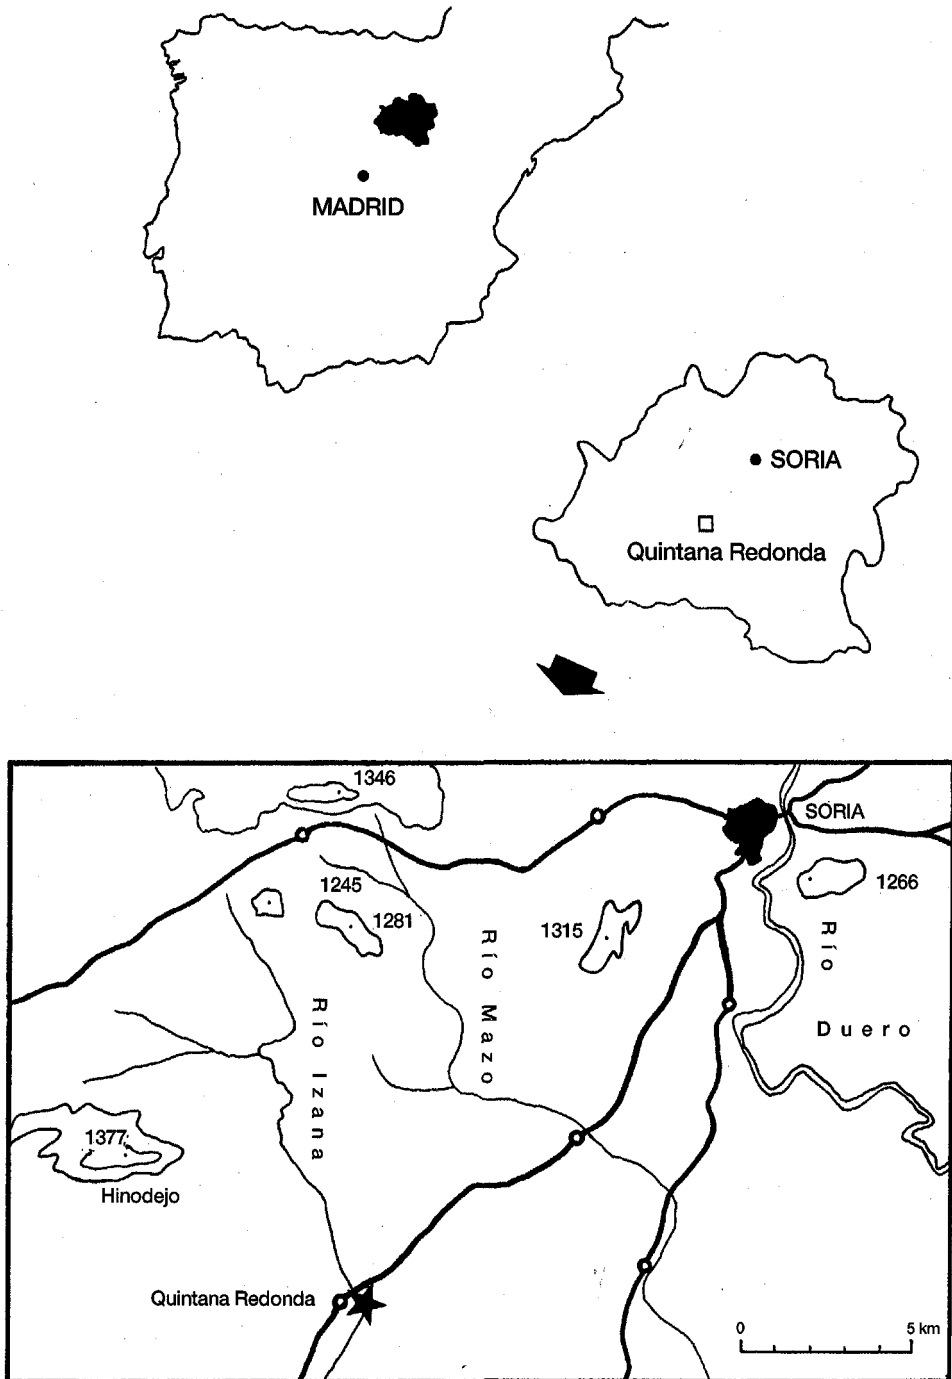 MADRID
SORIA
Quintana Redonda
1346
SORIA
1245
1281
1266
1315
Río Mazo
Río
Duero
Río Izana
1377
Hinodejo
Quintana Redonda
0 5 km